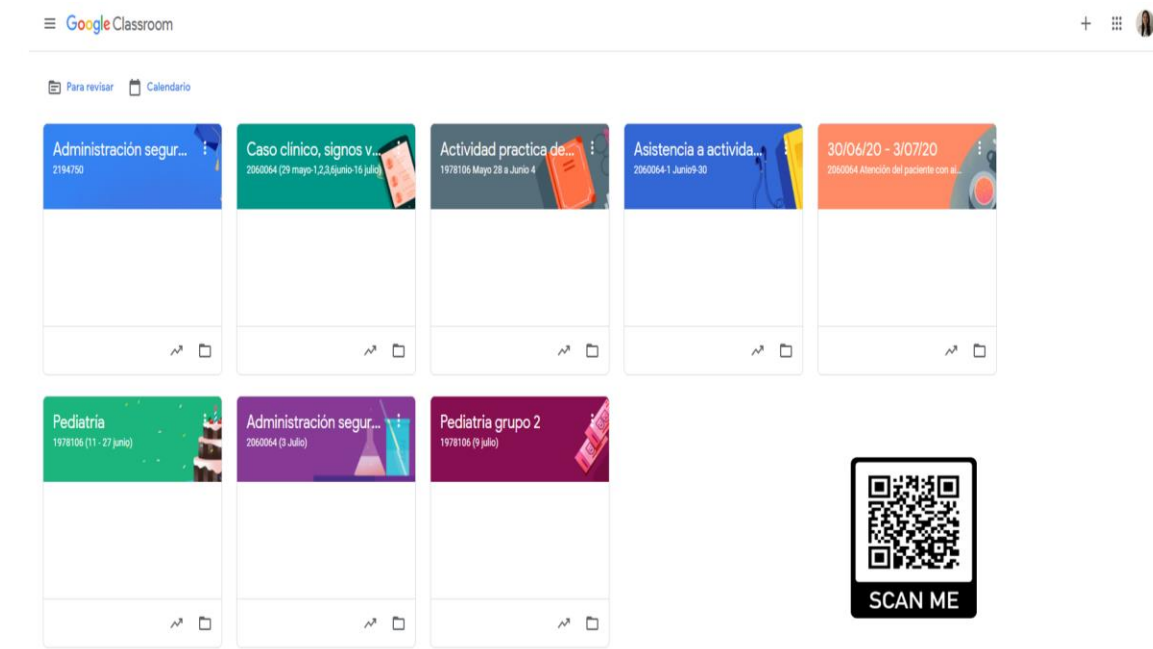 Google Classroom
Para revisar
Calendario
Administración segur...
2194750
Caso clínico, signos v...
2060064 (29 mayo-1,2,3,6junio-16 julio)
Actividad practica de...
1978106 Mayo 28 a Junio 4
Asistencia a activida...
2060064-1 Junio9-30
30/06/20 - 3/07/20
2060064 Atención del paciente con al...
Pediatría
1978106 (11 - 27 junio)
Administración segur...
2060064 (3 Julio)
Pediatria grupo 2
1978106 (9 julio)
SCAN ME